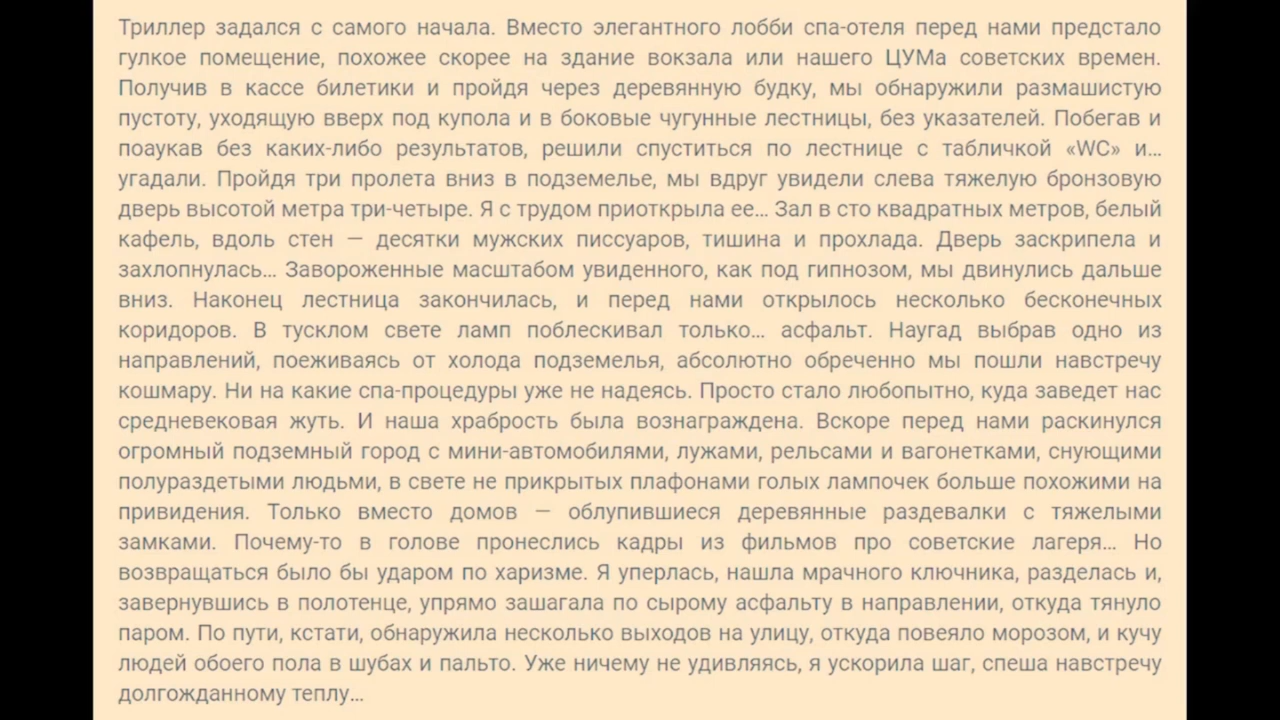 Триллер задался с самого начала. Вместо элегантного лобби спа-отеля перед нами предстало
гулкое помещение, похожее скорее на здание вокзала или нашего ЦУМа советских времен.
Получив в кассе билетики и пройдя через деревянную будку, мы обнаружили размашистую
пустоту, уходящую вверх под купола и в боковые чугунные лестницы, без указателей. Побегав и
поаукав без каких-либо результатов, решили спуститься по лестнице с табличкой «WC» и…
угадали. Пройдя три пролета вниз в подземелье, мы вдруг увидели слева тяжелую бронзовую
дверь высотой метра три-четыре. Я с трудом приоткрыла ее… Зал в сто квадратных метров, белый
кафель, вдоль стен — десятки мужских писсуаров, тишина и прохлада. Дверь заскрипела и
захлопнулась… Завороженные масштабом увиденного, как под гипнозом, мы двинулись дальше
вниз. Наконец лестница закончилась, и перед нами открылось несколько бесконечных
коридоров. В тусклом свете ламп поблескивал только… асфальт. Наугад выбрав одно из
направлений, поеживаясь от холода подземелья, абсолютно обреченно мы пошли навстречу
кошмару. Ни на какие спа-процедуры уже не надеясь. Просто стало любопытно, куда заведет нас
средневековая жуть. И наша храбрость была вознаграждена. Вскоре перед нами раскинулся
огромный подземный город с мини-автомобилями, лужами, рельсами и вагонетками, снующими
полураздетыми людьми, в свете не прикрытых плафонами голых лампочек больше похожими на
привидения. Только вместо домов — облупившиеся деревянные раздевалки с тяжелыми
замками. Почему-то в голове пронеслись кадры из фильмов про советские лагеря… Но
возвращаться было бы ударом по харизме. Я уперлась, нашла мрачного ключника, разделась и,
завернувшись в полотенце, упрямо зашагала по сырому асфальту в направлении, откуда тянуло
паром. По пути, кстати, обнаружила несколько выходов на улицу, откуда повеяло морозом, и кучу
людей обоего пола в шубах и пальто. Уже ничему не удивляясь, я ускорила шаг, спеша навстречу
долгожданному теплу…